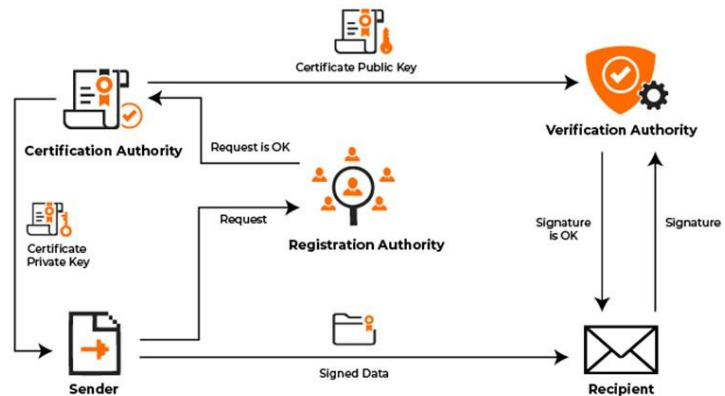 Certificate Public Key
Certification Authority
Verification Authority
Request is OK
Request
Registration Authority
Certificate
Private Key
Signature
is OK
Signature
Signed Data
Sender
Recipient